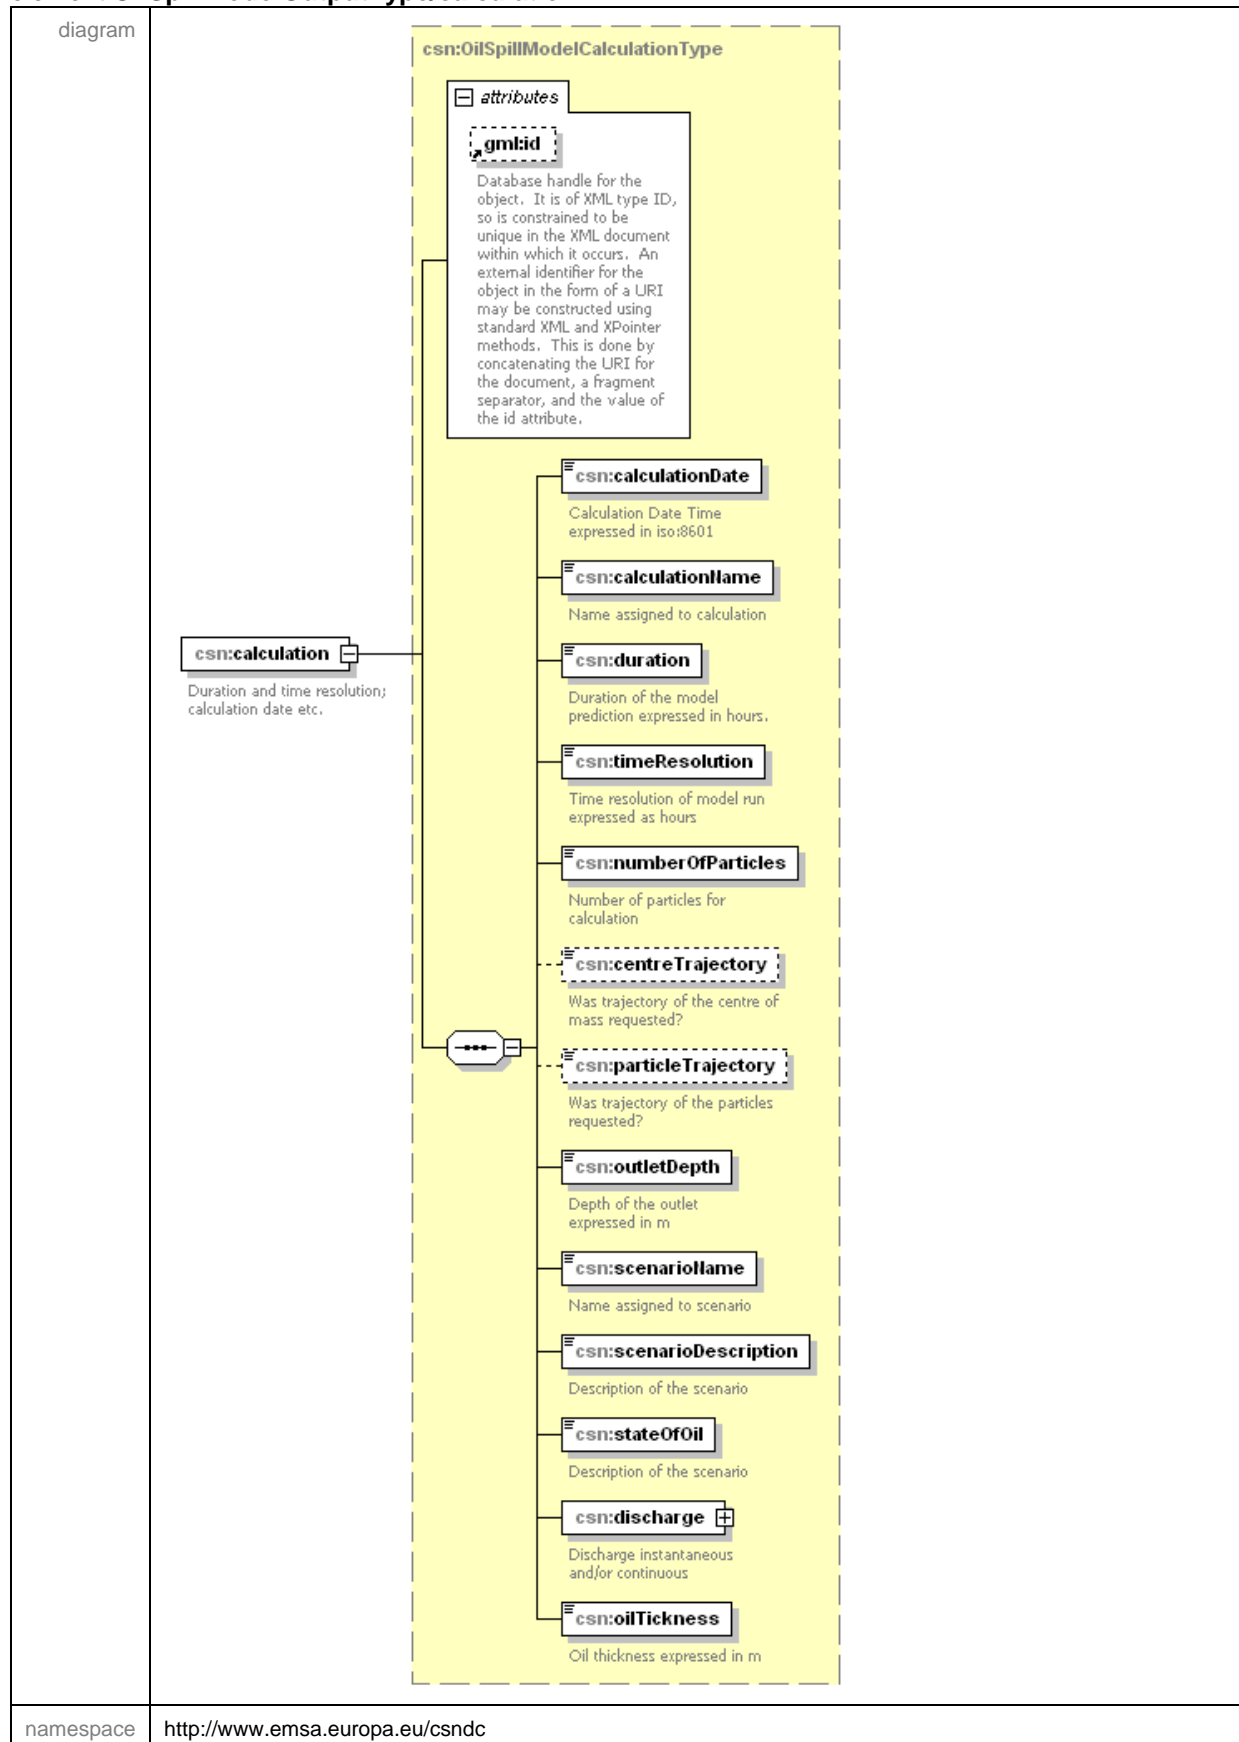 diagram
csn:OilSpillModelCalculationType
attributes
gml:id
Database handle for the
object. It is of XML type ID,
so is constrained to be
unique in the XML document
within which it occurs. An
external identifier for the
object in the form of a URI
may be constructed using
standard XML and XPointer
methods. This is done by
concatenating the URI for
the document, a fragment
separator, and the value of
the id attribute.
csn:calculationDate
Calculation Date Time
expressed in iso:8601
csn:calculationName
Name assigned to calculation
csn:calculation
Duration and time resolution;
calculation date etc.
csn:duration
Duration of the model
prediction expressed in hours.
csn:timeResolution
Time resolution of model run
expressed as hours
csn:numberOfParticles
Number of particles for
calculation
csn:centreTrajectory
Was trajectory of the centre of
mass requested?
csn:particleTrajectory
Was trajectory of the particles
requested?
csn:outletDepth
Depth of the outlet
expressed in m
csn:scenarioName
Name assigned to scenario
csn:scenarioDescription
Description of the scenario
csn:stateOfOil
Description of the scenario
csn:discharge
Discharge instantaneous
and/or continuous
csn:oilTickness
Oil thickness expressed in m
namespace
http://www.emsa.europa.eu/csndc